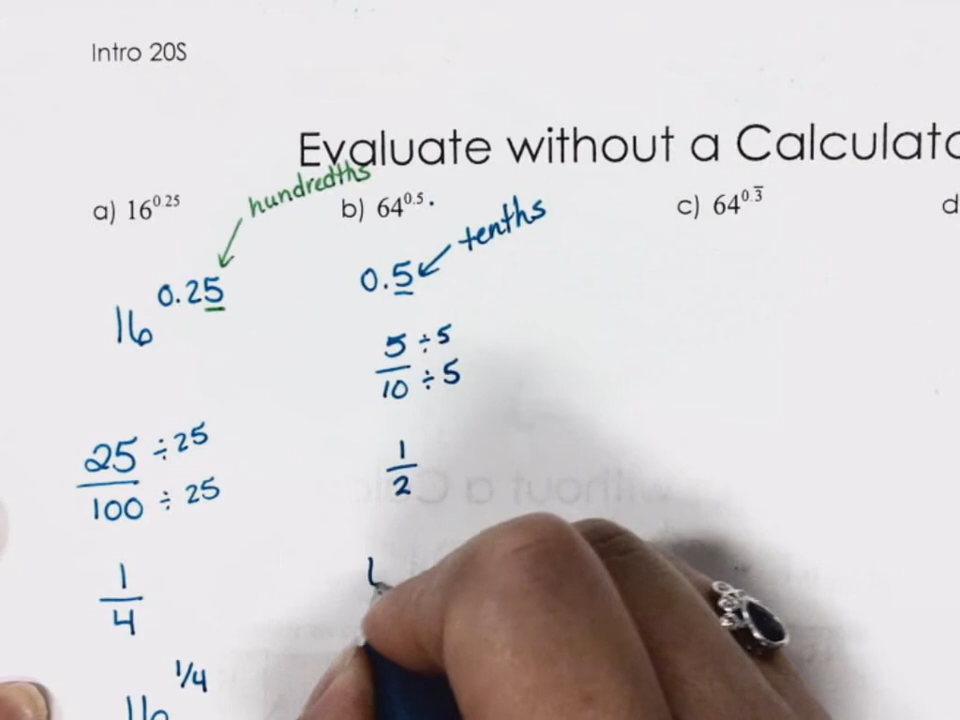 Intro 20S
Evaluate without a
a) 16^0.25
b) 64^0.5.
c) 64^0.3̅
d
hundredths
tenths
16^0.25
0.5
5 ÷5
10 ÷5
25 ÷25
100 ÷ 25
1
2
1
4
16^1/4